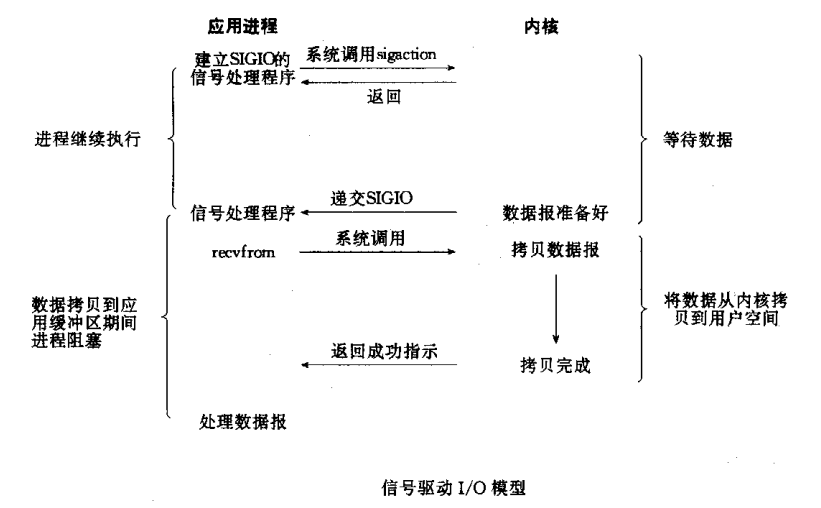 应用进程
内核
建立SIGIO的
信号处理程序
系统调用sigaction
返回
进程继续执行
等待数据
信号处理程序
递交SIGIO
数据报准备好
recvfrom
系统调用
拷贝数据报
数据拷贝到应
用缓冲区期间
进程阻塞
将数据从内核拷
贝到用户空间
返回成功指示
拷贝完成
处理数据报
信号驱动 I/O 模型